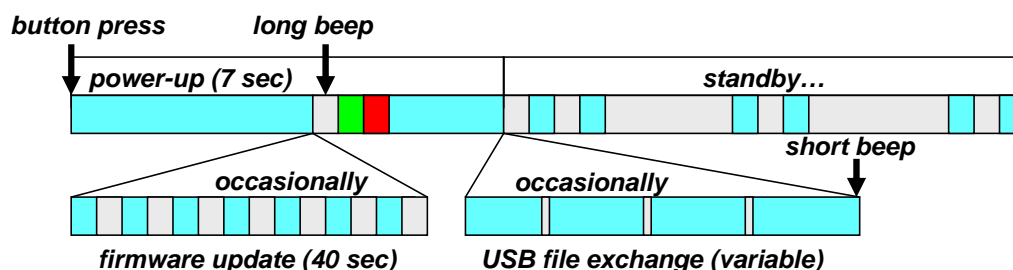 button press
long beep
power-up (7 sec)
standby…
short beep
occasionally
occasionally
firmware update (40 sec)
USB file exchange (variable)